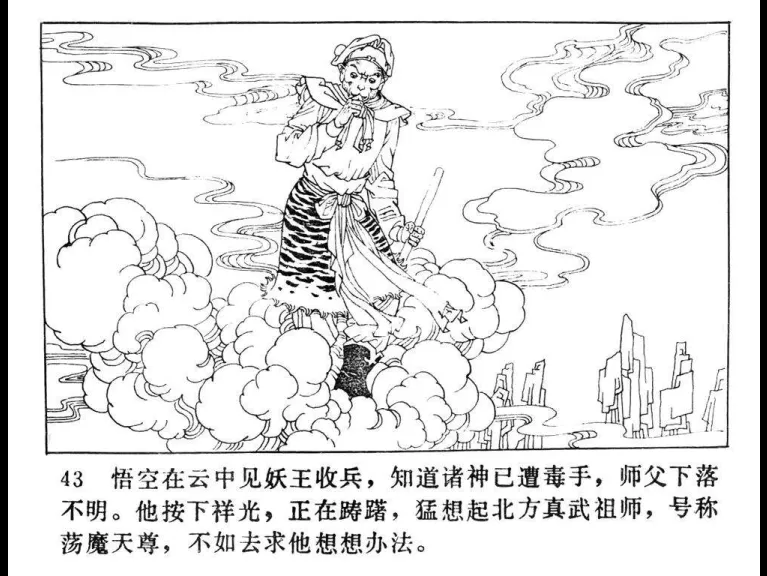 43 悟空在云中见妖王收兵，知道诸神已遭毒手，师父下落
不明。他按下祥光，正在踌躇，猛想起北方真武祖师，号称
荡魔天尊，不如去求他想想办法。